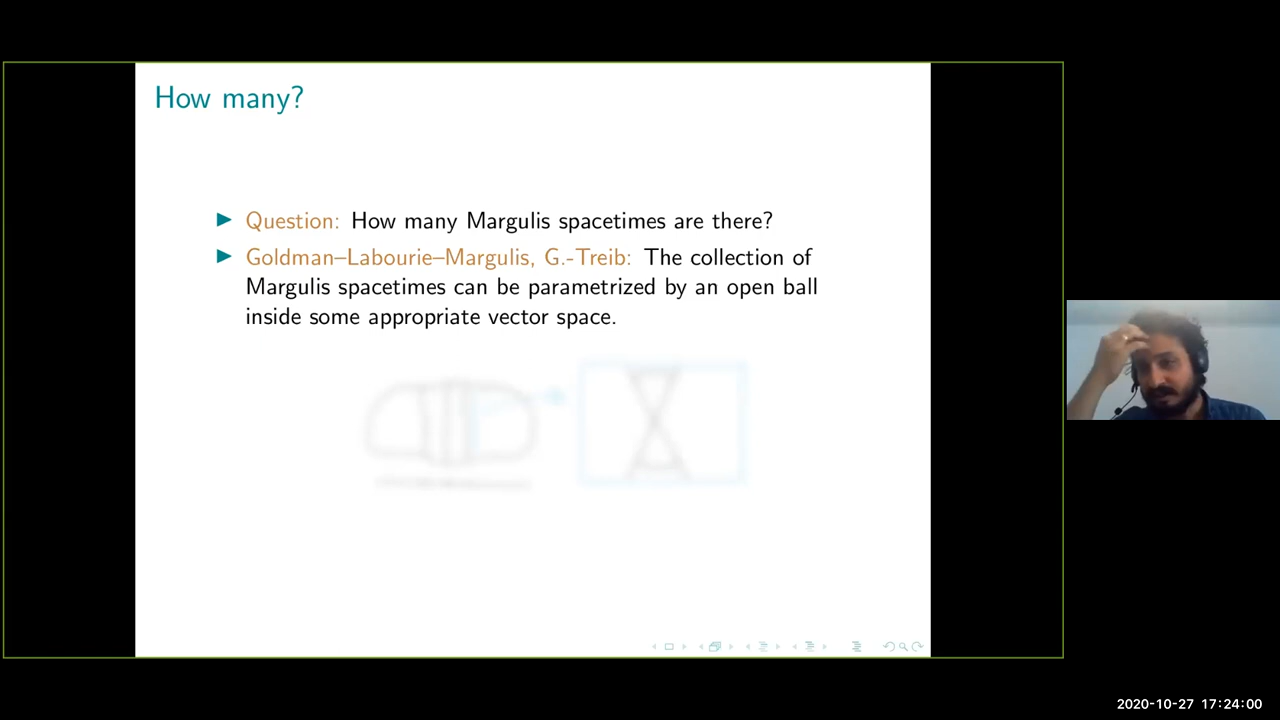 How many?
Question: How many Margulis spacetimes are there?
Goldman–Labourie–Margulis, G.-Treib: The collection of
Margulis spacetimes can be parametrized by an open ball
inside some appropriate vector space.
2020-10-27 17:24:00